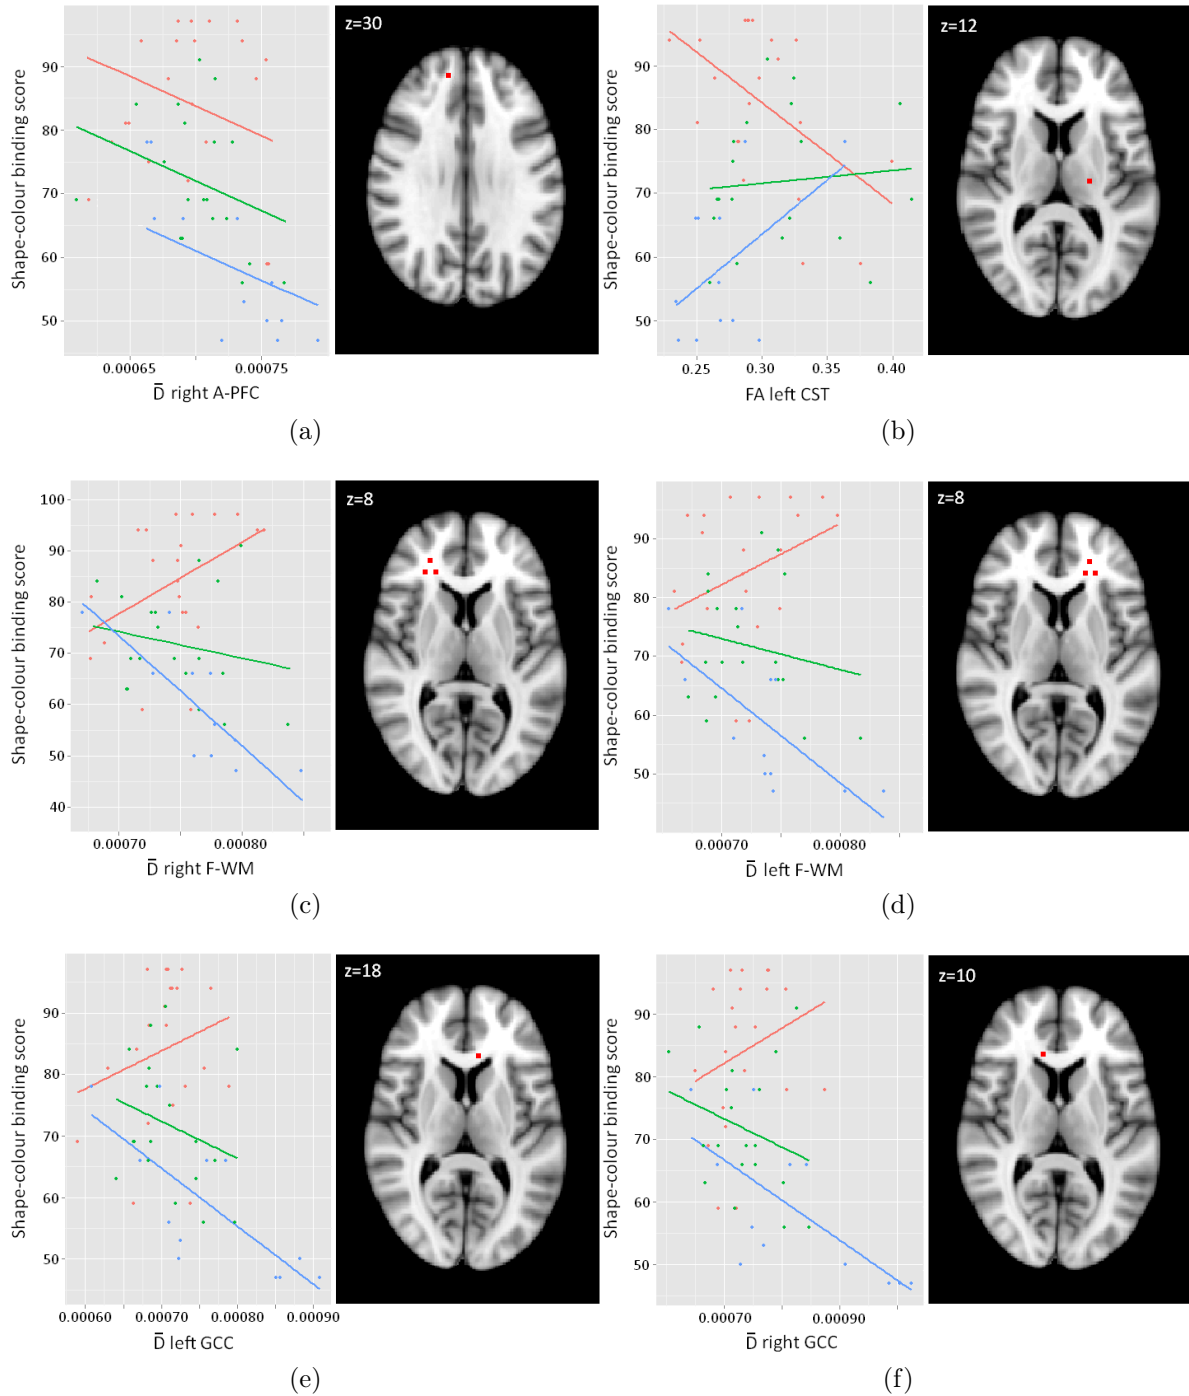 Shape-colour binding score
90
80
70
60
50
0.00065
0.00075
D̄ right A-PFC
z=30
(a)
Shape-colour binding score
90
80
70
60
50
0.25
0.30
0.35
0.40
FA left CST
z=12
(b)
Shape-colour binding score
100
90
80
70
60
50
40
0.00070
0.00080
D̄ right F-WM
z=8
(c)
Shape-colour binding score
90
80
70
60
50
0.00070
0.00080
D̄ left F-WM
z=8
(d)
Shape-colour binding score
90
80
70
60
50
0.00060
0.00070
0.00080
0.00090
D̄ left GCC
z=18
(e)
Shape-colour binding score
90
80
70
60
50
0.00070
0.00090
D̄ right GCC
z=10
(f)